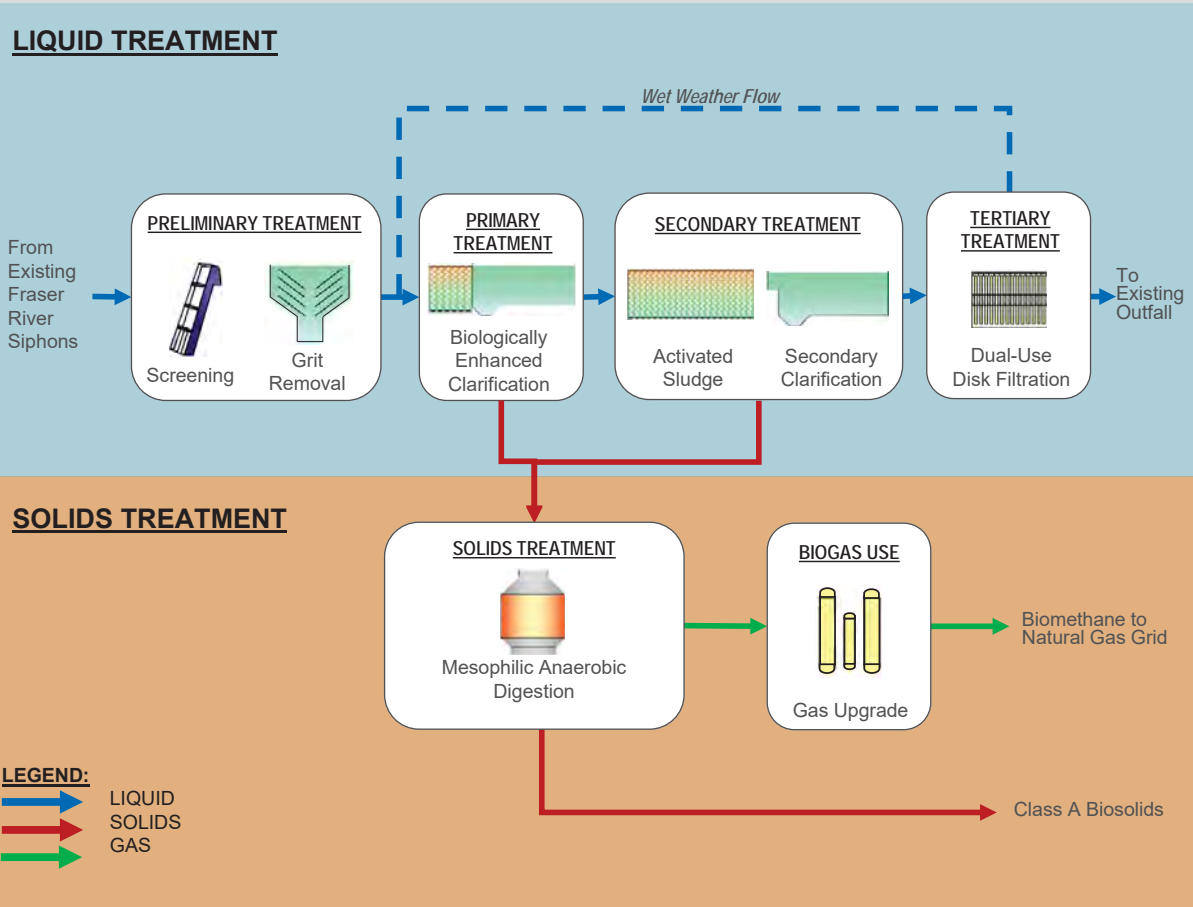 LIQUID TREATMENT
Wet Weather Flow
From
Existing
Fraser
River
Siphons
PRELIMINARY TREATMENT
Screening
Grit
Removal
PRIMARY
TREATMENT
Biologically
Enhanced
Clarification
SECONDARY TREATMENT
Activated
Sludge
Secondary
Clarification
TERTIARY
TREATMENT
Dual-Use
Disk Filtration
To
Existing
Outfall
SOLIDS TREATMENT
SOLIDS TREATMENT
Mesophilic Anaerobic
Digestion
BIOGAS USE
Gas Upgrade
Biomethane to
Natural Gas Grid
Class A Biosolids
LEGEND:
LIQUID
SOLIDS
GAS